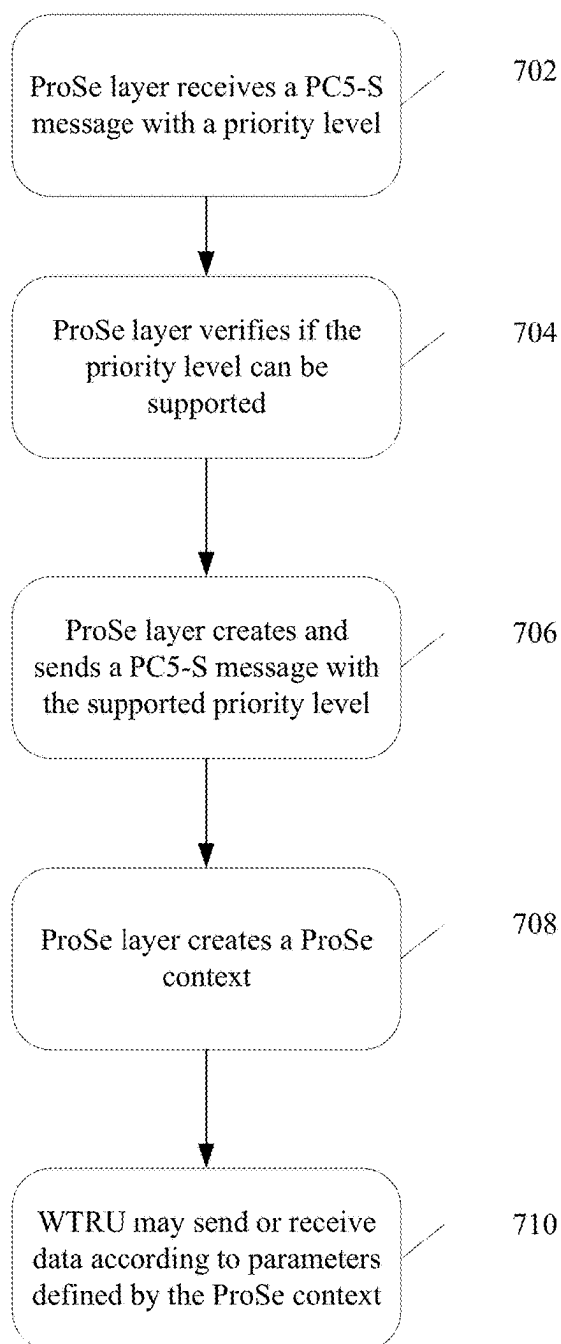 ProSe layer receives a PC5-S
message with a priority level
702
ProSe layer verifies if the
priority level can be
supported
704
ProSe layer creates and
sends a PC5-S message with
the supported priority level
706
ProSe layer creates a ProSe
context
708
WTRU may send or receive
data according to parameters
defined by the ProSe context
710